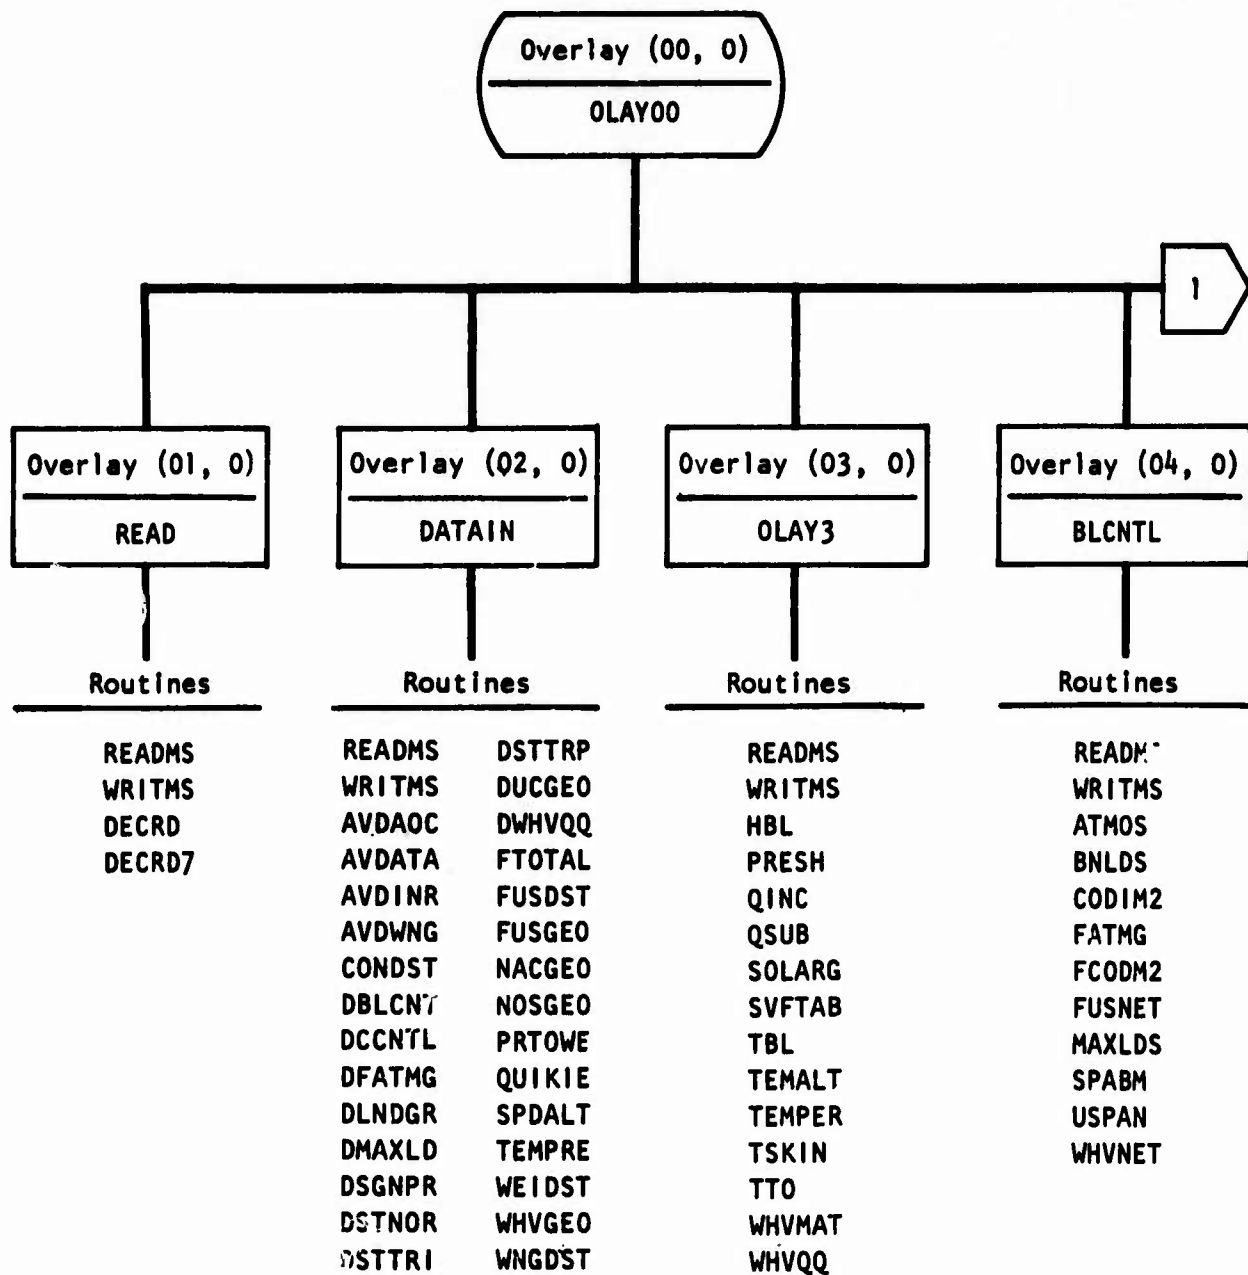 Overlay (00, 0)
OLAY00
1
Overlay (01, 0)
READ
Overlay (02, 0)
DATAIN
Overlay (03, 0)
OLAY3
Overlay (04, 0)
BLCNTL
Routines
READMS
WRITMS
DECRD
DECRD7
Routines
READMS DSTTRP
WRITMS DUCGEO
AVDAOC DWHVQQ
AVDATA FTOTAL
AVDINR FUSDST
AVDWNG FUSGEO
CONDST NACGEO
DBLCNT NOSGEO
DCCNTL PRTOWE
DFATMG QUIKIE
DLNDGR SPDALT
DMAXLD TEMPRE
DSGNPR WEIDST
DSTNOR WHVGEO
DSTTRI WNGDST
Routines
READMS
WRITMS
HBL
PRESH
QINC
QSUB
SOLARG
SVFTAB
TBL
TEMALT
TEMPER
TSKIN
TTO
WHVMAT
WHVQQ
Routines
WRITMS
ATMOS
BNLDS
CODIM2
FATMG
FCODM2
FUSNET
MAXLDS
SPABM
USPAN
WHVNET